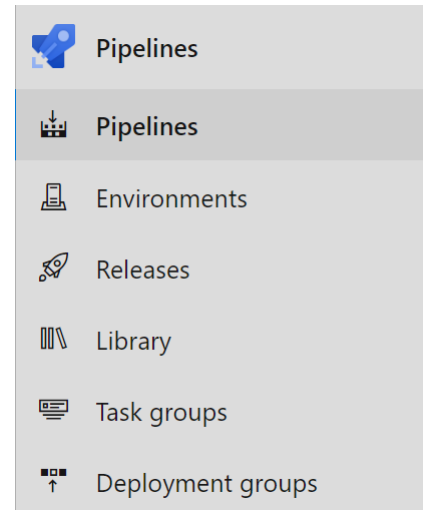 Pipelines
Pipelines
Environments
Releases
Library
Task groups
Deployment groups